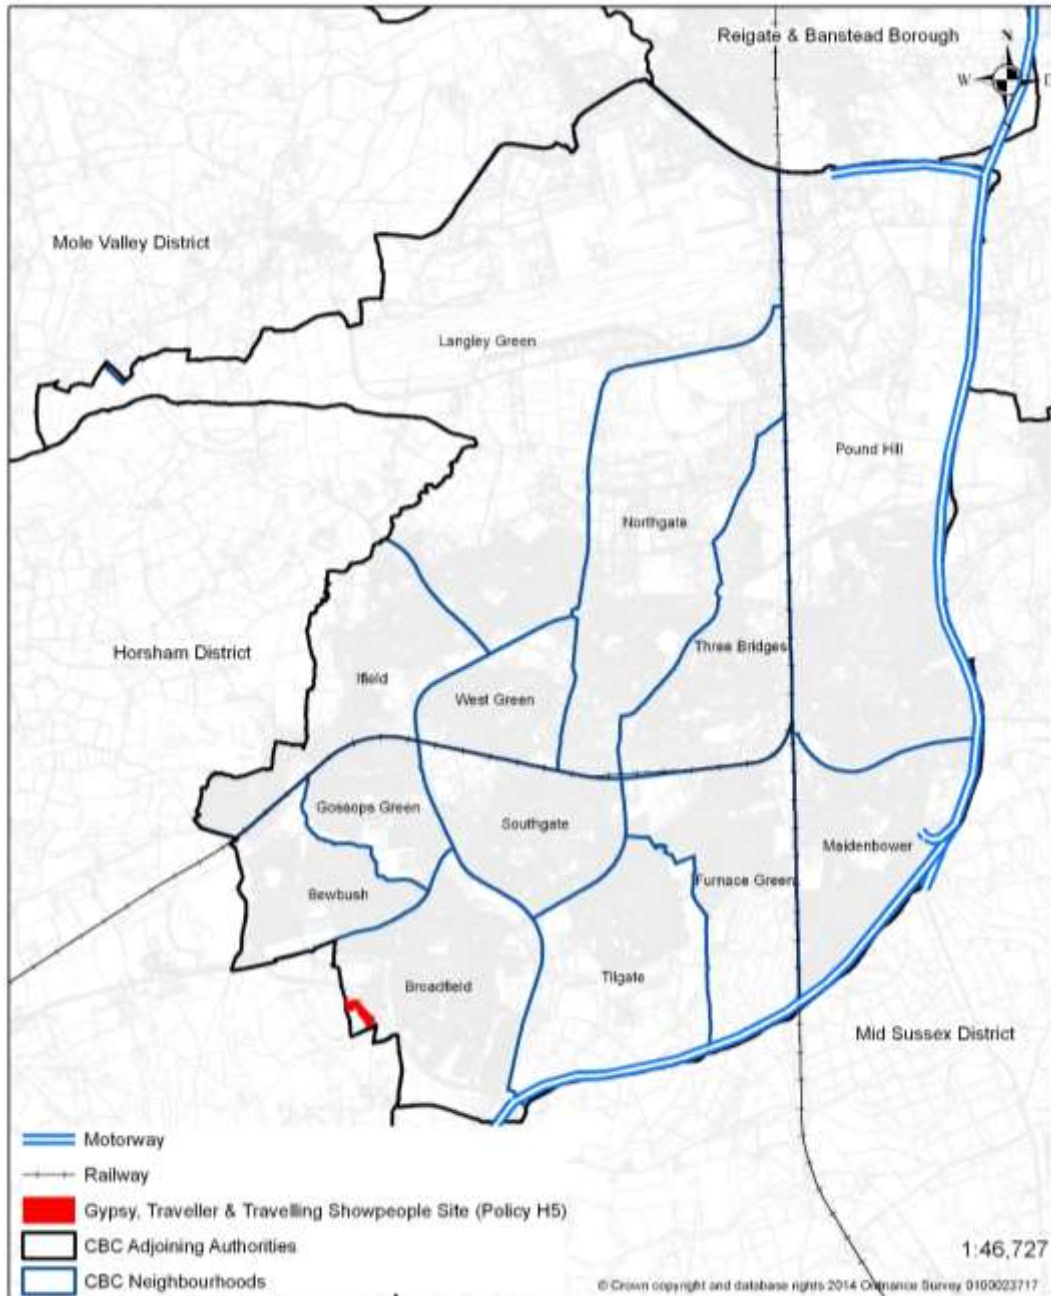 Reigate & Banstead Borough
N
W
Mole Valley District
Langley Green
Pound Hill
Northgate
Horsham District
Three Bridges
Ifield
West Green
Gossops Green
Southgate
Maidenbower
Furnace Green
Bewbush
Tilgate
Broadfield
Mid Sussex District
Motorway
Railway
Gypsy, Traveller & Travelling Showpeople Site (Policy H5)
CBC Adjoining Authorities
1:46,727
CBC Neighbourhoods
© Crown copyright and database rights 2014 Ordnance Survey 0100023717